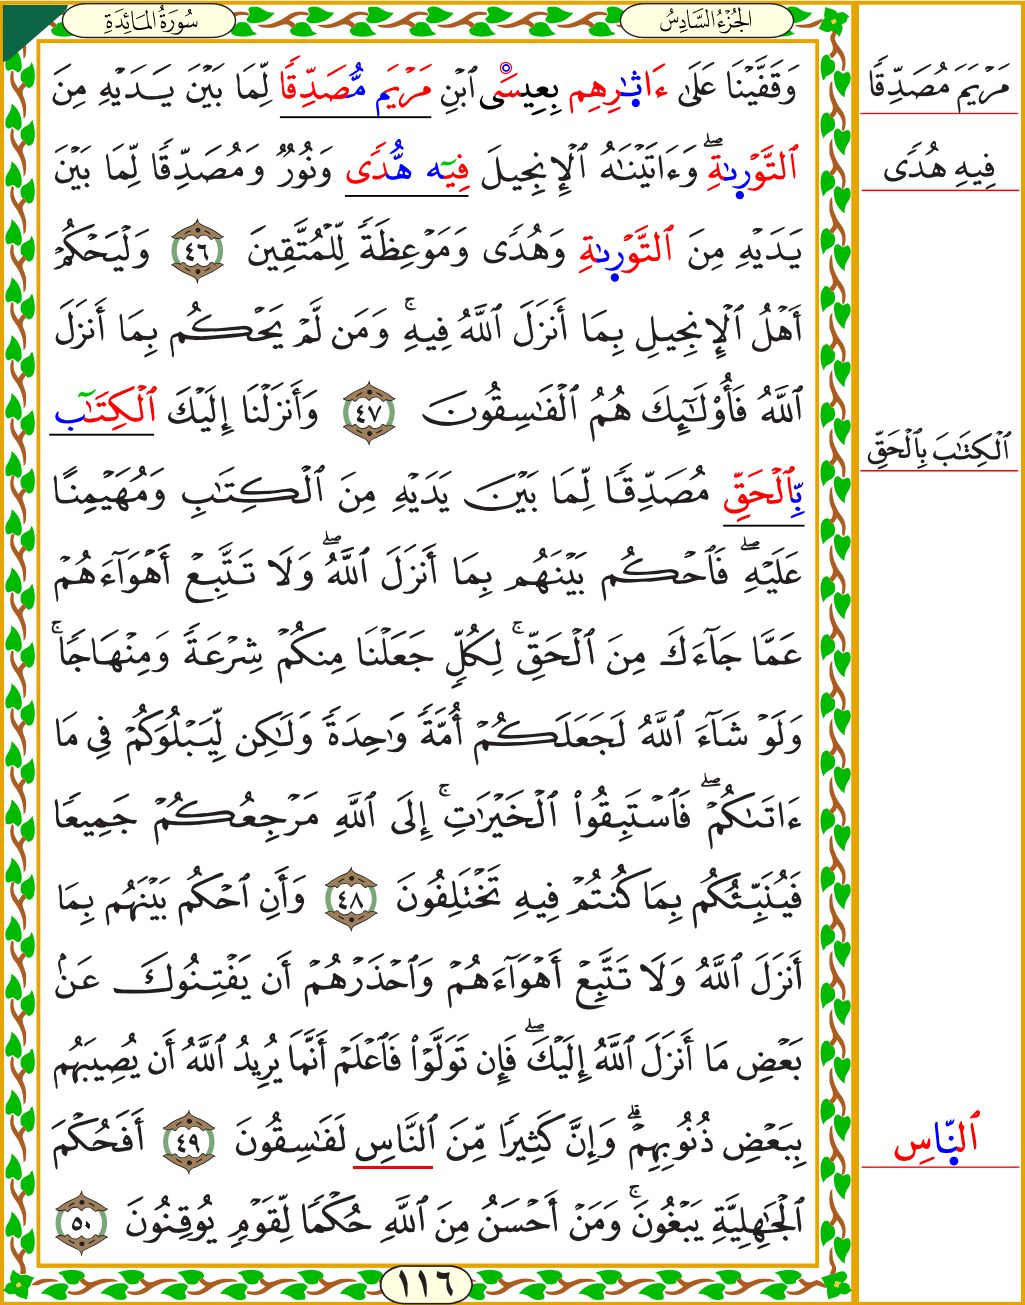 سُورَةُ المَائِدَةِ
الجُزْءُ السَّادِسُ
وَقَفَّيْنَا عَلَىٰٓ ءَاثَٰرِهِم بِعِيسَى ٱبْنِ مَرْيَم مُّصَدِّقًا لِّمَا بَيْنَ يَدَيْهِ مِنَ
ٱلتَّوْرَىٰةِۖ وَءَاتَيْنَٰهُ ٱلْإِنجِيلَ فِيه هُّدًى وَنُورٌ وَمُصَدِّقًا لِّمَا بَيْنَ
يَدَيْهِ مِنَ ٱلتَّوْرَىٰةِ وَهُدًى وَمَوْعِظَةً لِّلْمُتَّقِينَ ٤٦ وَلْيَحْكُمْ
أَهْلُ ٱلْإِنجِيلِ بِمَآ أَنزَلَ ٱللَّهُ فِيهِۚ وَمَن لَّمْ يَحْكُم بِمَآ أَنزَلَ
ٱللَّهُ فَأُو۟لَٰٓئِكَ هُمُ ٱلْفَٰسِقُونَ ٤٧ وَأَنزَلْنَآ إِلَيْكَ ٱلْكِتَٰب
بِّٱلْحَقِّ مُصَدِّقًا لِّمَا بَيْنَ يَدَيْهِ مِنَ ٱلْكِتَٰبِ وَمُهَيْمِنًا
عَلَيْهِۖ فَٱحْكُم بَيْنَهُم بِمَآ أَنزَلَ ٱللَّهُۖ وَلَا تَتَّبِعْ أَهْوَآءَهُمْ
عَمَّا جَآءَكَ مِنَ ٱلْحَقِّۚ لِكُلٍّ جَعَلْنَا مِنكُمْ شِرْعَةً وَمِنْهَاجًاۚ
وَلَوْ شَآءَ ٱللَّهُ لَجَعَلَكُمْ أُمَّةً وَٰحِدَةً وَلَٰكِن لِّيَبْلُوَكُمْ فِى مَآ
ءَاتَىٰكُمْۖ فَٱسْتَبِقُوا۟ ٱلْخَيْرَٰتِۚ إِلَى ٱللَّهِ مَرْجِعُكُمْ جَمِيعًا
فَيُنَبِّئُكُم بِمَا كُنتُمْ فِيهِ تَخْتَلِفُونَ ٤٨ وَأَنِ ٱحْكُم بَيْنَهُم بِمَآ
أَنزَلَ ٱللَّهُ وَلَا تَتَّبِعْ أَهْوَآءَهُمْ وَٱحْذَرْهُمْ أَن يَفْتِنُوكَ عَنۢ
بَعْضِ مَآ أَنزَلَ ٱللَّهُ إِلَيْكَۖ فَإِن تَوَلَّوْا۟ فَٱعْلَمْ أَنَّمَا يُرِيدُ ٱللَّهُ أَن يُصِيبَهُم
بِبَعْضِ ذُنُوبِهِمْۗ وَإِنَّ كَثِيرًا مِّنَ ٱلنَّاسِ لَفَٰسِقُونَ ٤٩ أَفَحُكْمَ
ٱلْجَٰهِلِيَّةِ يَبْغُونَۚ وَمَنْ أَحْسَنُ مِنَ ٱللَّهِ حُكْمًا لِّقَوْمٍ يُوقِنُونَ ٥٠
١١٦
مَرْيَمَ مُصَدِّقًا
فِيهِ هُدًى
ٱلْكِتَٰبَ بِٱلْحَقِّ
ٱلنَّاسِ